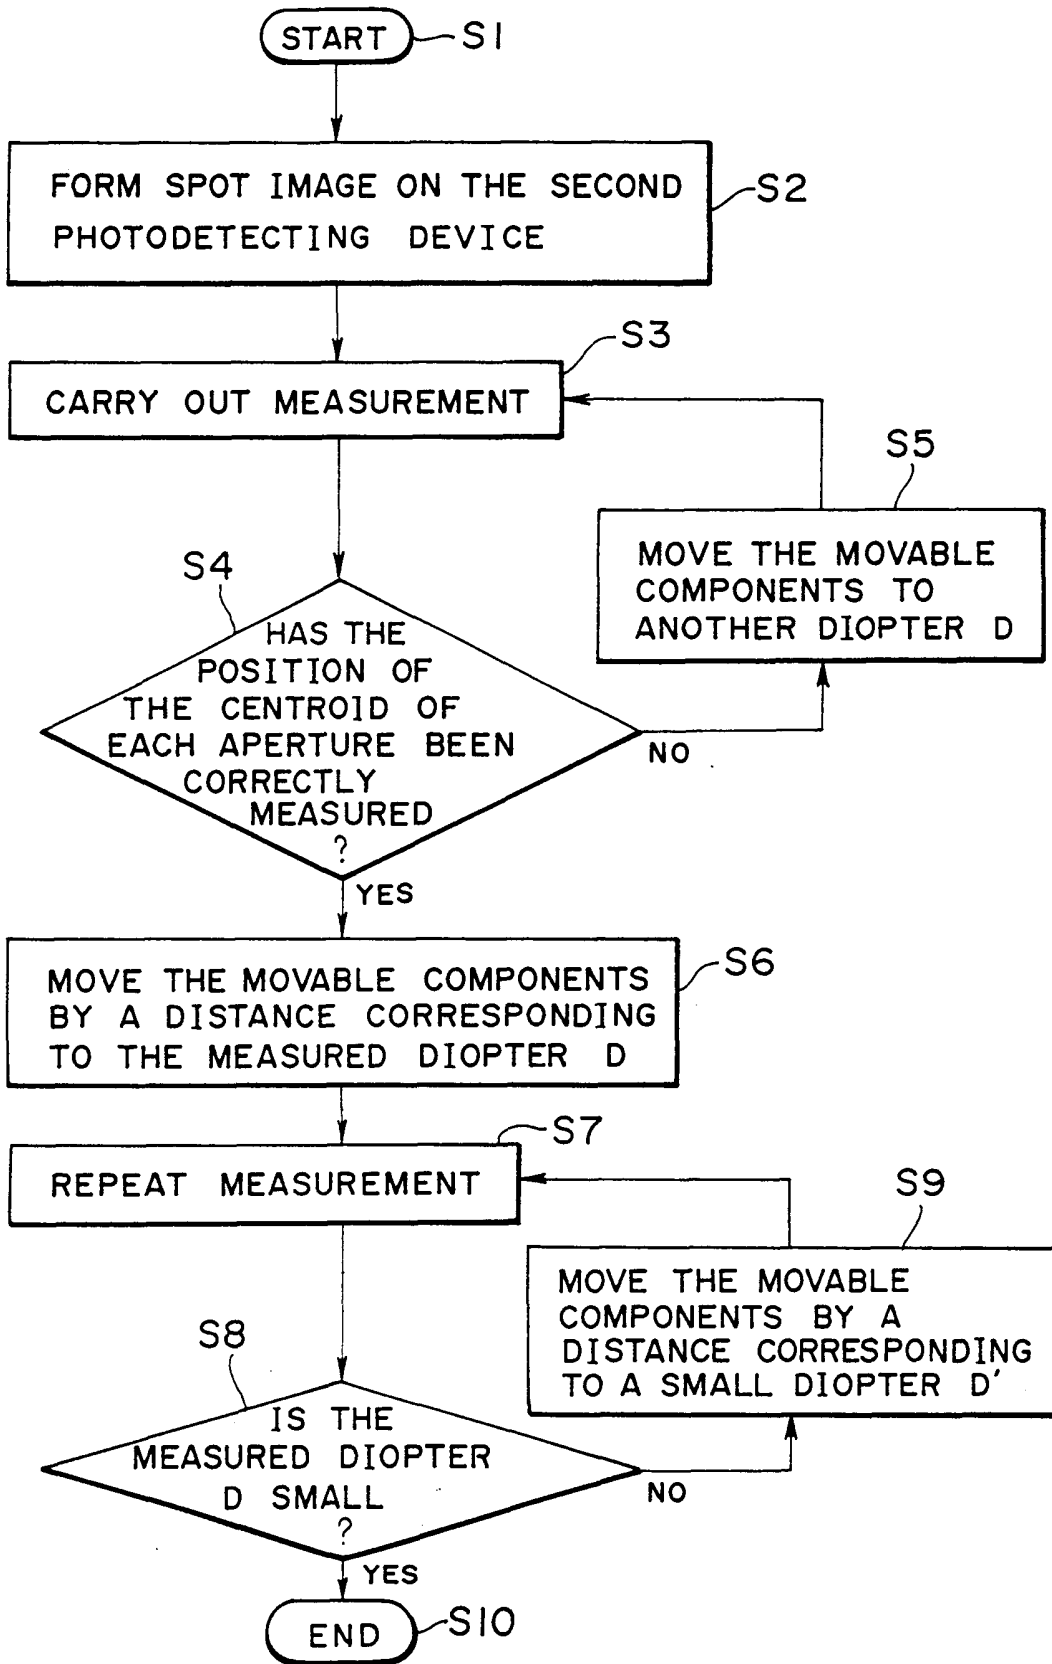 START
S1
FORM SPOT IMAGE ON THE SECOND
PHOTODETECTING DEVICE
S2
S3
CARRY OUT MEASUREMENT
S5
MOVE THE MOVABLE
COMPONENTS TO
ANOTHER DIOPTER D
S4
HAS THE
POSITION OF
THE CENTROID OF
EACH APERTURE BEEN
CORRECTLY
MEASURED
?
NO
YES
MOVE THE MOVABLE COMPONENTS
BY A DISTANCE CORRESPONDING
TO THE MEASURED DIOPTER D
S6
S7
REPEAT MEASUREMENT
S9
MOVE THE MOVABLE
COMPONENTS BY A
DISTANCE CORRESPONDING
TO A SMALL DIOPTER D'
S8
IS THE
MEASURED DIOPTER
D SMALL
?
NO
YES
END
S10